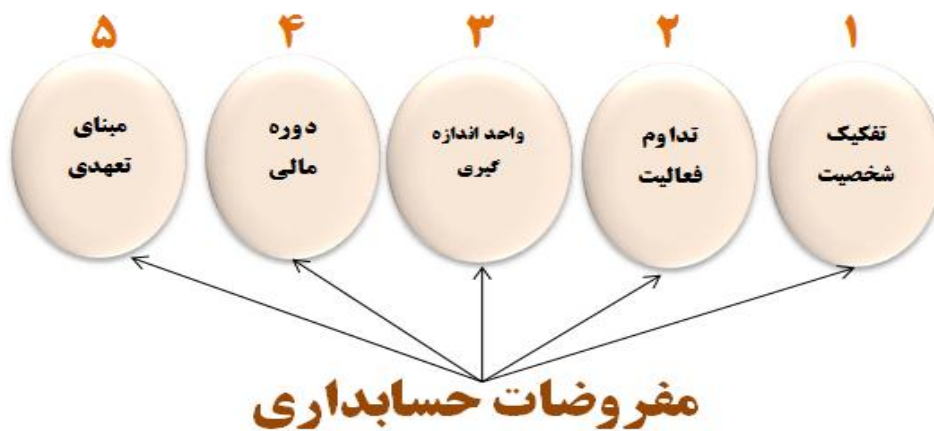 ۱
تفکیک
شخصیت
۲
تداوم
فعالیت
۳
واحد اندازه
گیری
۴
دوره
مالی
۵
مبنای
تعهدی
مفروضات حسابداری